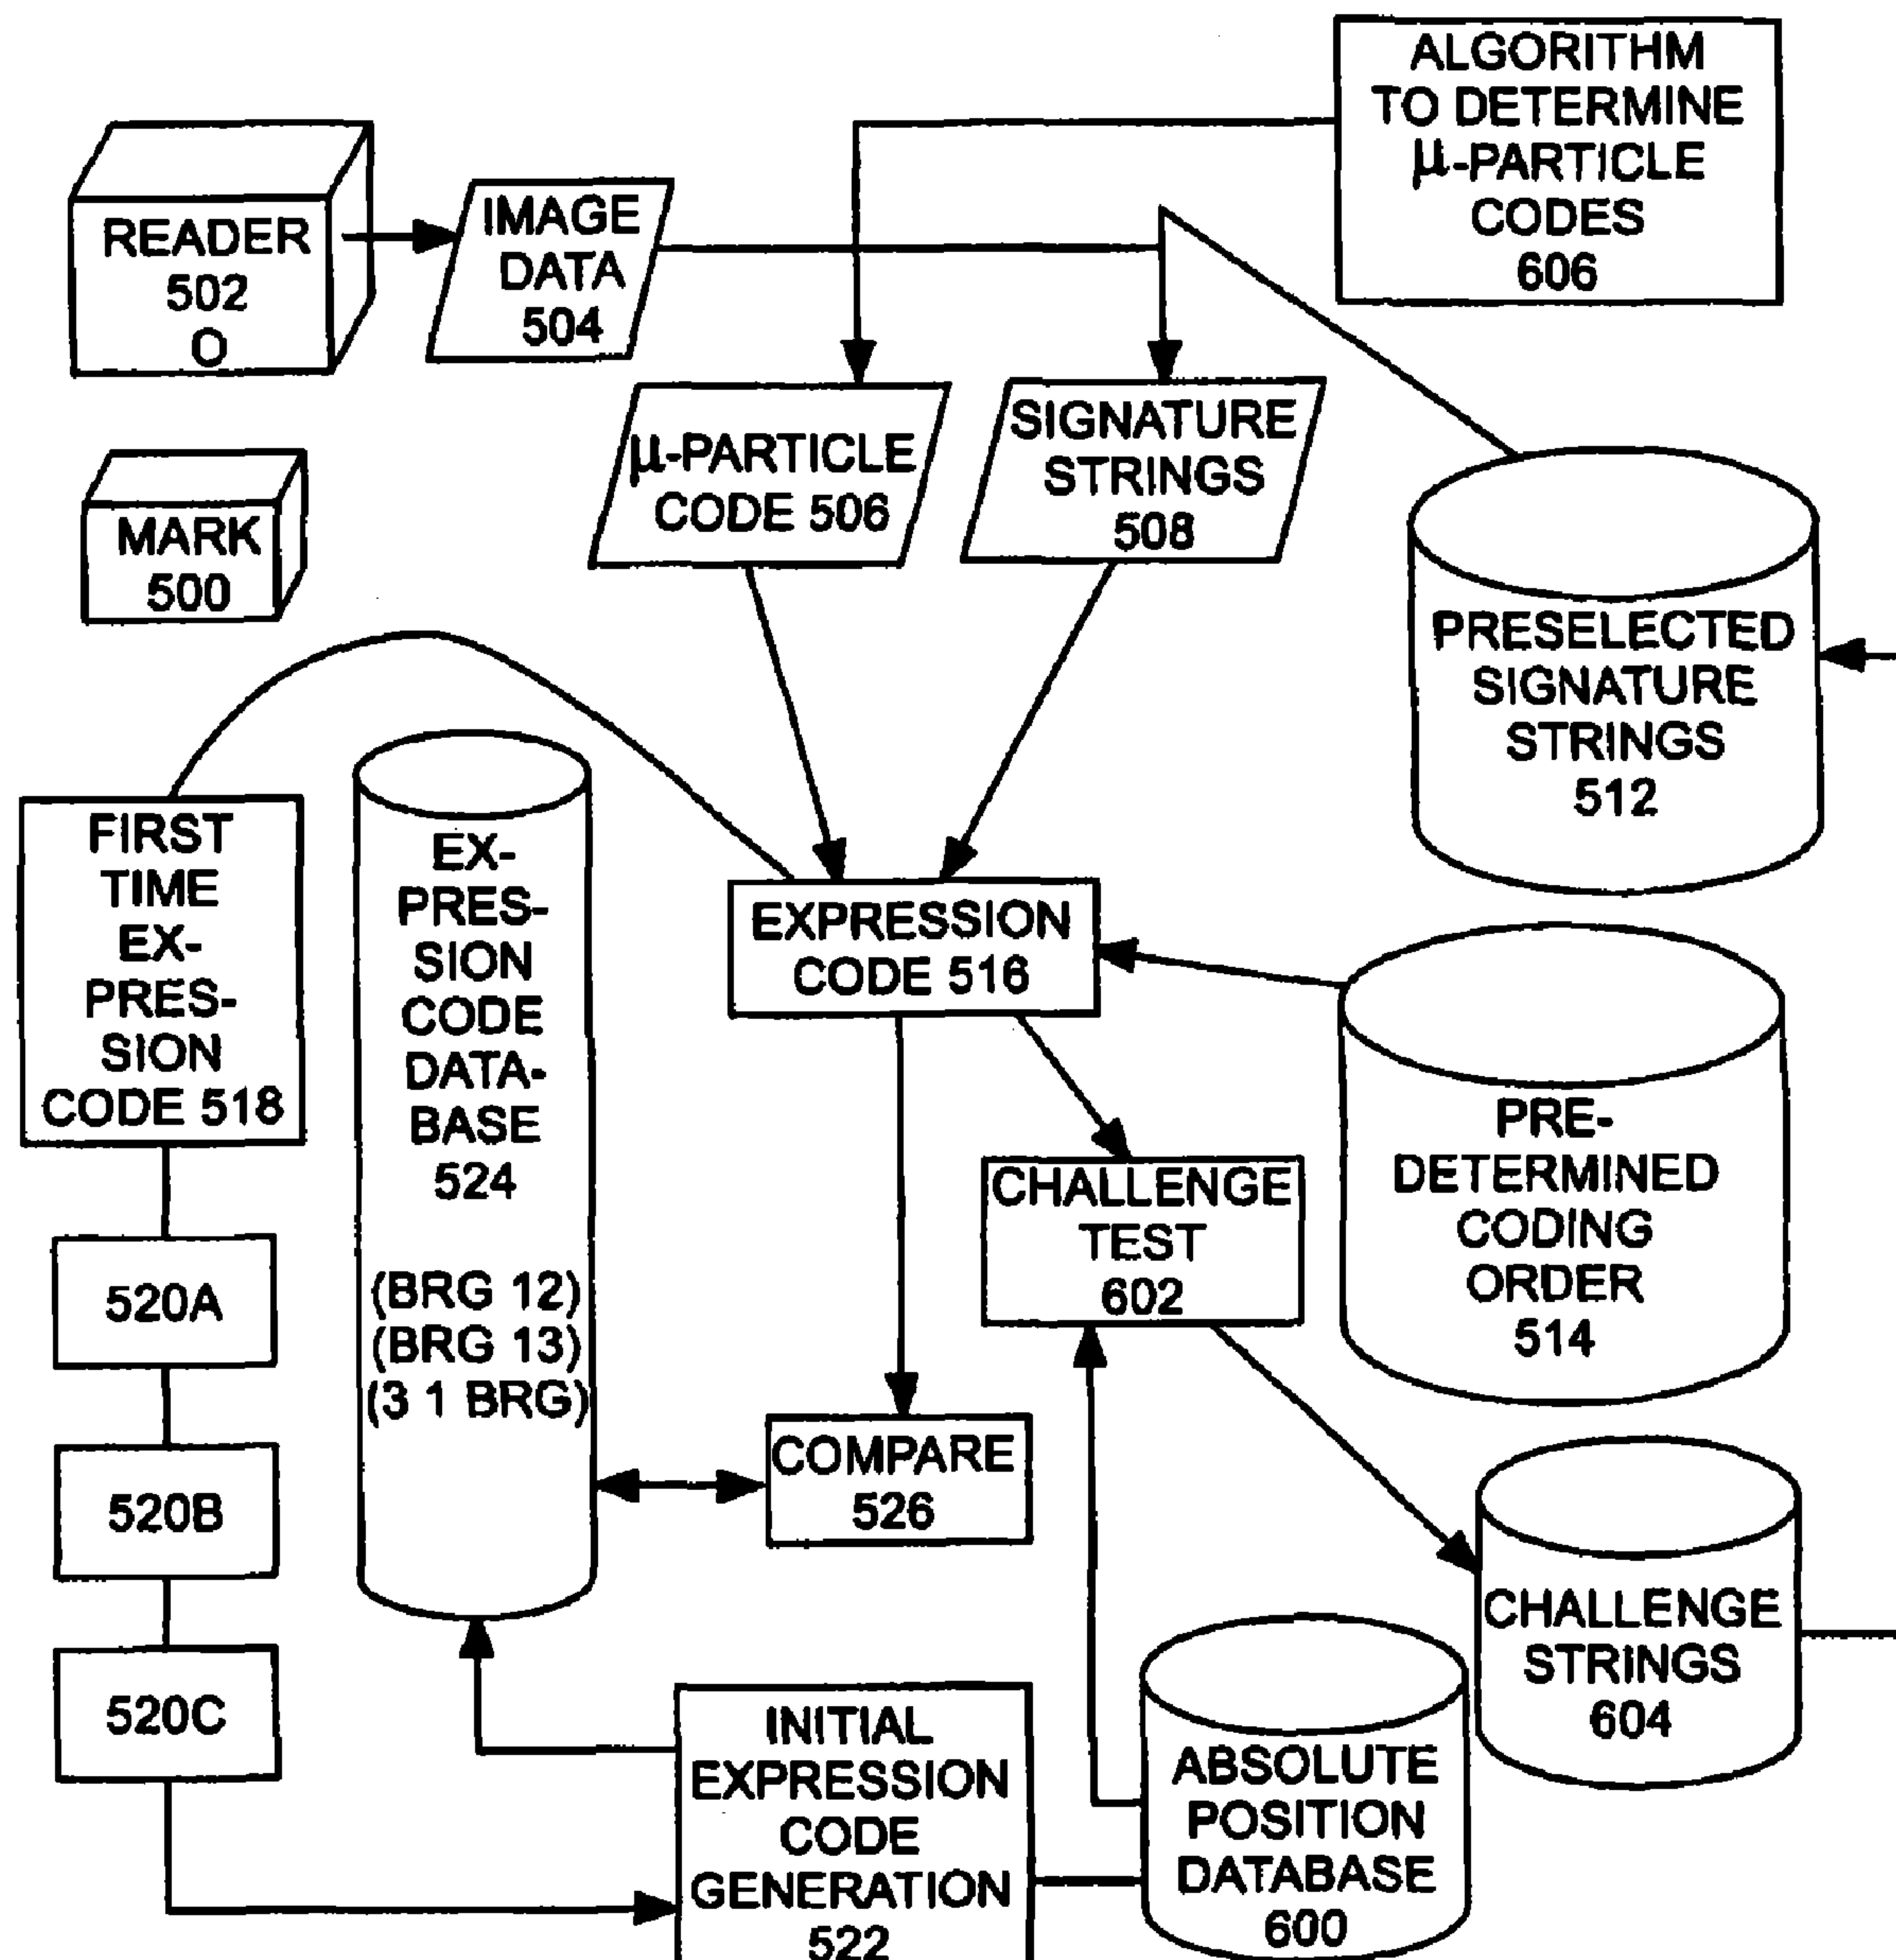 ALGORITHM
TO DETERMINE
µ-PARTICLE
CODES
606
READER
502
O
IMAGE
DATA
504
µ-PARTICLE
CODE 506
SIGNATURE
STRINGS
508
MARK
500
PRESELECTED
SIGNATURE
STRINGS
512
FIRST
TIME
EX-
PRES-
SION
CODE 518
EX-
PRES-
SION
CODE
DATA-
BASE
524
(BRG 12)
(BRG 13)
(3 1 BRG)
EXPRESSION
CODE 516
PRE-
DETERMINED
CODING
ORDER
514
CHALLENGE
TEST
602
520A
520B
520C
COMPARE
526
CHALLENGE
STRINGS
604
INITIAL
EXPRESSION
CODE
GENERATION
522
ABSOLUTE
POSITION
DATABASE
600